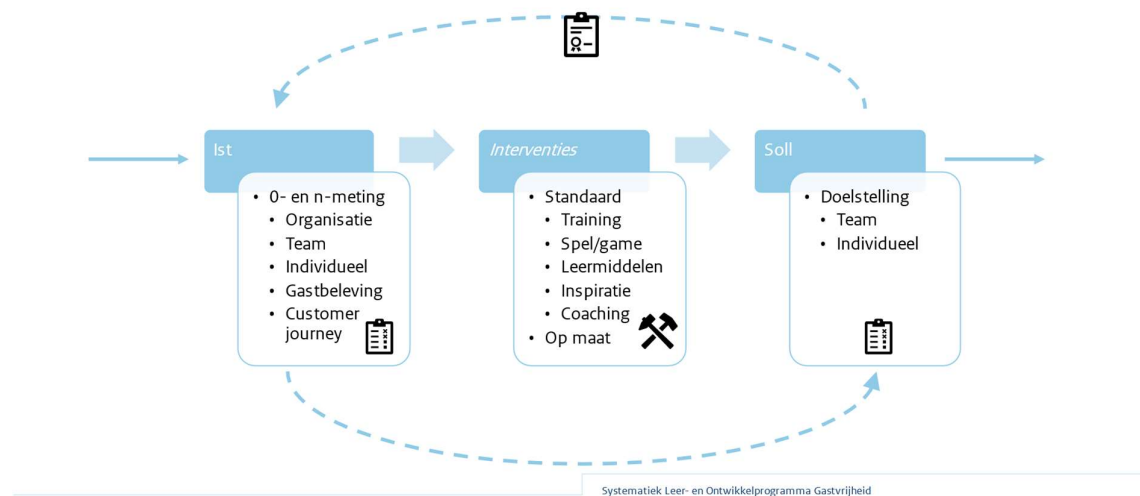 Ist
0- en n-meting
Organisatie
Team
Individueel
Gastbeleving
Customer
journey
Interventies
Standaard
Training
Spel/game
Leermiddelen
Inspiratie
Coaching
Op maat
Soll
Doelstelling
Team
Individueel
Systematiek Leer- en Ontwikkelprogramma Gastvrijheid